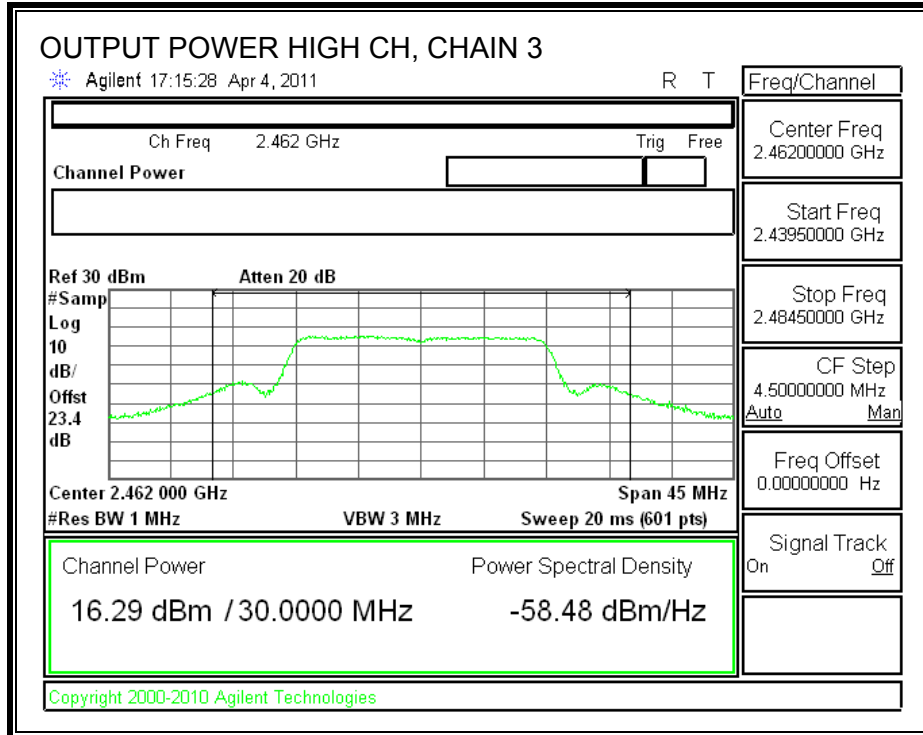 OUTPUT POWER HIGH CH, CHAIN 3
Agilent 17:15:28 Apr 4, 2011 R T
Freq/Channel
Ch Freq 2.462 GHz Trig Free
Channel Power
Center Freq
2.46200000 GHz
Start Freq
2.43950000 GHz
Stop Freq
2.48450000 GHz
CF Step
4.50000000 MHz
Auto Man
Freq Offset
0.00000000 Hz
Signal Track
On Off
Ref 30 dBm Atten 20 dB
#Samp
Log
10
dB/
Offst
23.4
dB
Center 2.462 000 GHz Span 45 MHz
#Res BW 1 MHz VBW 3 MHz Sweep 20 ms (601 pts)
Channel Power Power Spectral Density
16.29 dBm / 30.0000 MHz -58.48 dBm/Hz
Copyright 2000-2010 Agilent Technologies